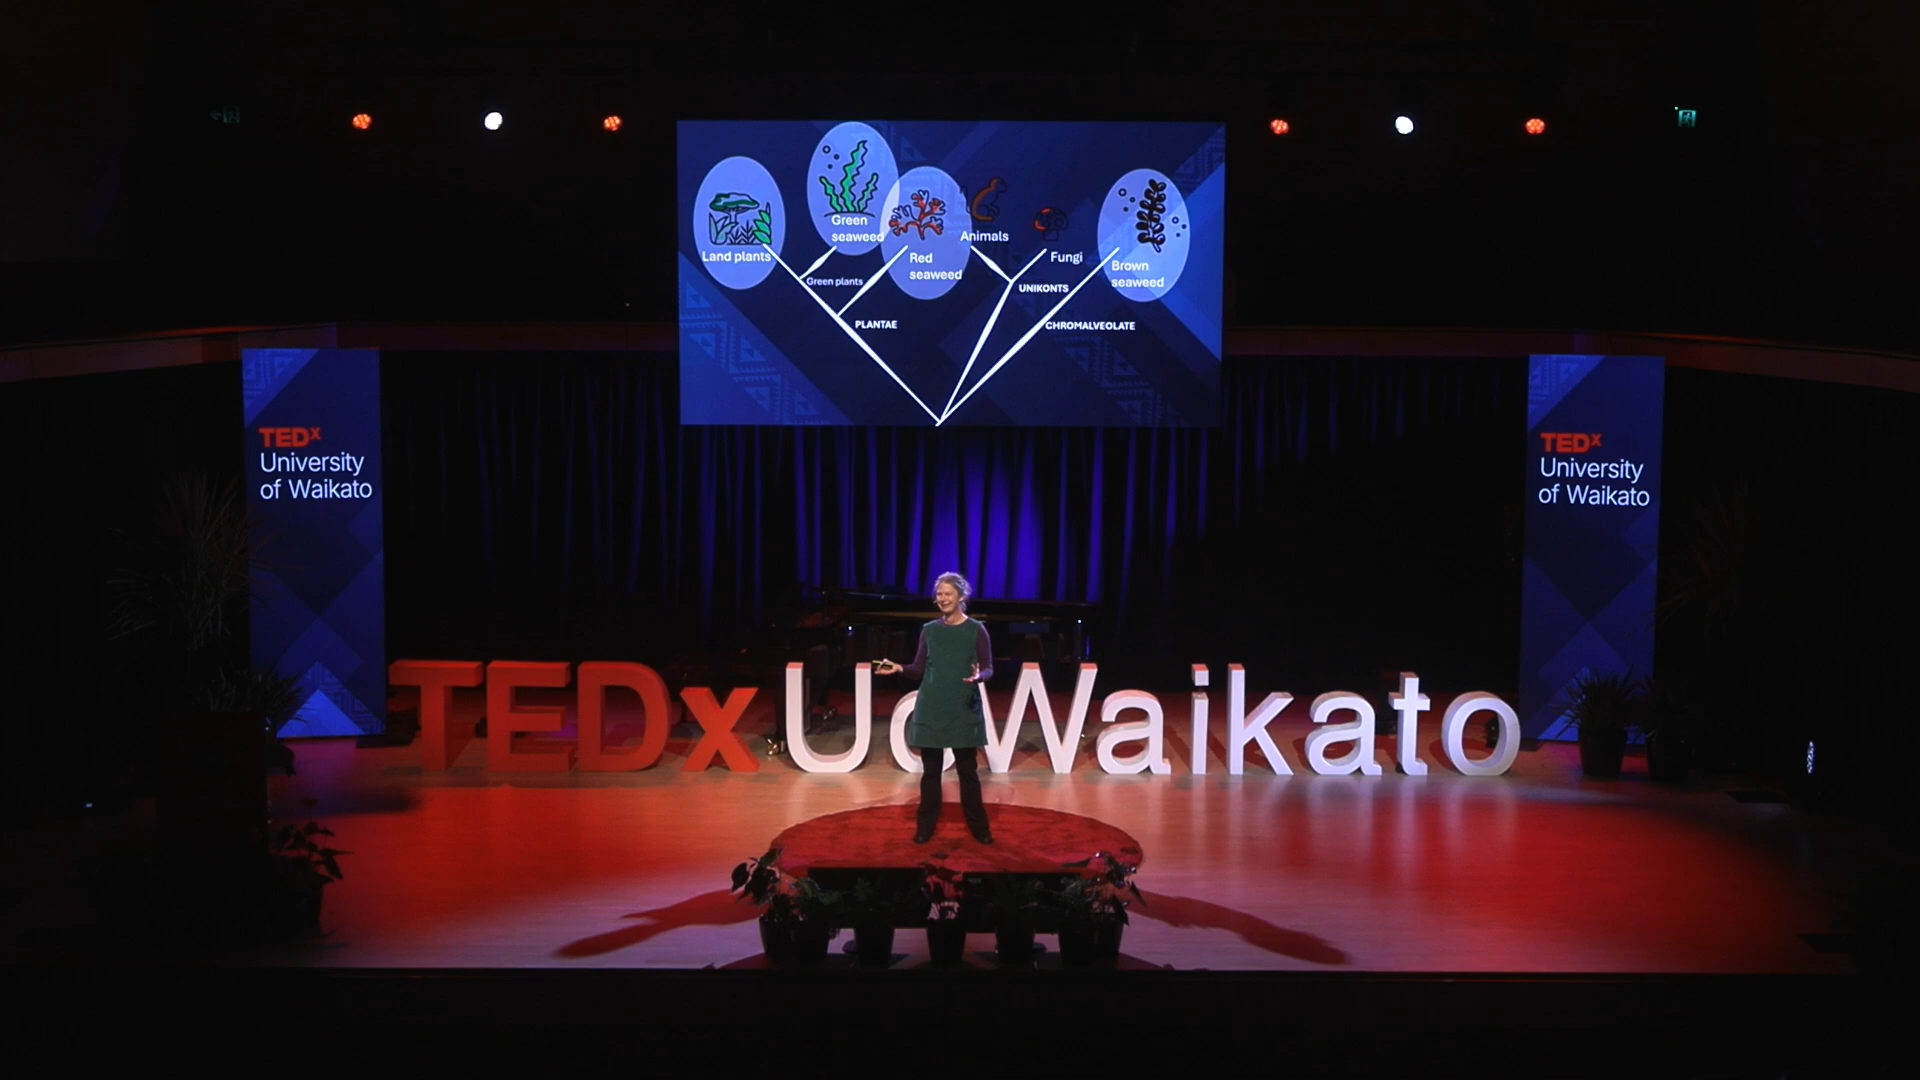 Green
seaweed
Land plants
Red
seaweed
Animals
Fungi
Brown
seaweed
Green plants
UNIKONTS
PLANTAE
CHROMALVEOLATE
TEDx
University
of Waikato
TEDx
University
of Waikato
TEDxUoWaikato